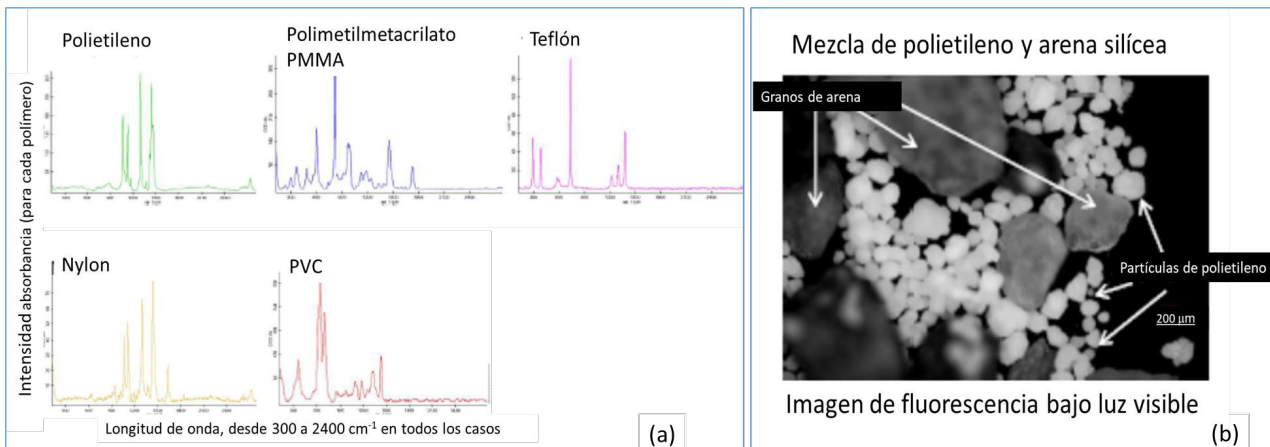 Polietileno
Polimetilmetacrilato
PMMA
Teflón
Intensidad absorbancia (para cada polímero)
Nylon
PVC
Longitud de onda, desde 300 a 2400 cm⁻¹ en todos los casos
(a)
Mezcla de polietileno y arena silícea
Granos de arena
Partículas de polietileno
200 µm
Imagen de fluorescencia bajo luz visible
(b)